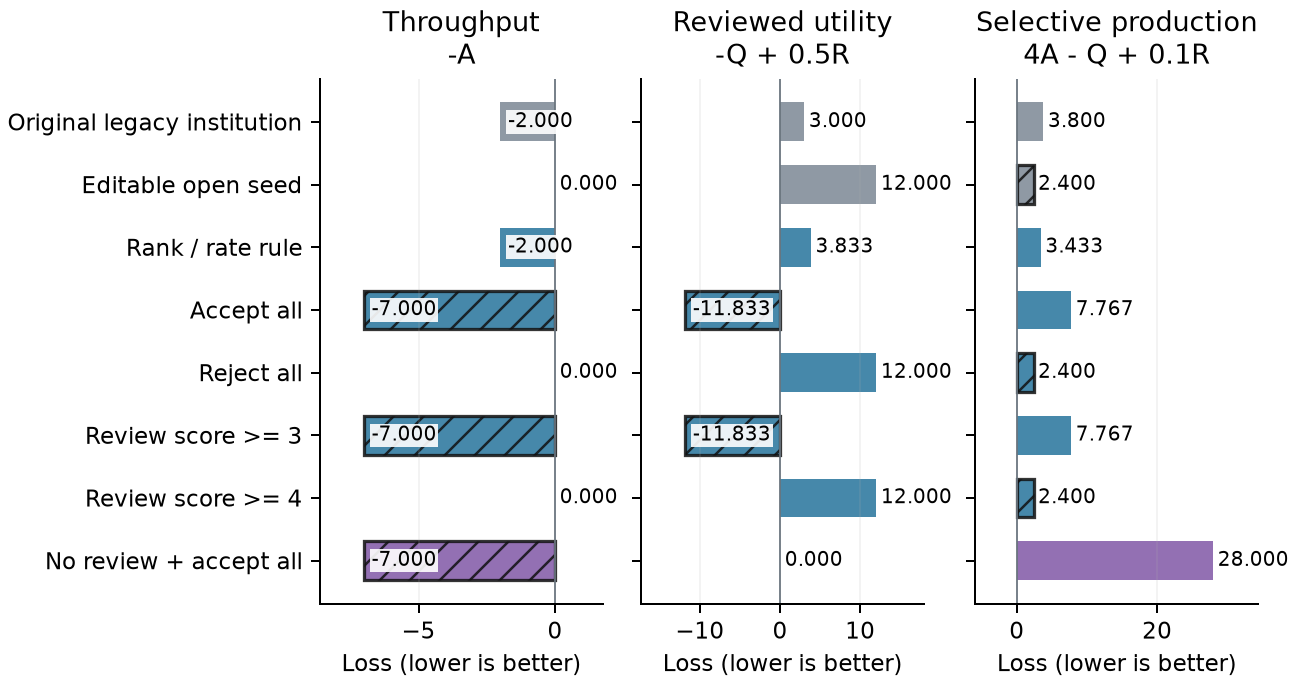 Throughput
-A
Reviewed utility
-Q + 0.5R
Selective production
4A - Q + 0.1R
Original legacy institution
-2.000
3.000
3.800
Editable open seed
0.000
12.000
2.400
Rank / rate rule
-2.000
3.833
3.433
Accept all
-7.000
-11.833
7.767
Reject all
0.000
12.000
2.400
Review score >= 3
-7.000
-11.833
7.767
Review score >= 4
0.000
12.000
2.400
No review + accept all
-7.000
0.000
28.000
−5 0
−10 0 10
0 20
Loss (lower is better)
Loss (lower is better)
Loss (lower is better)